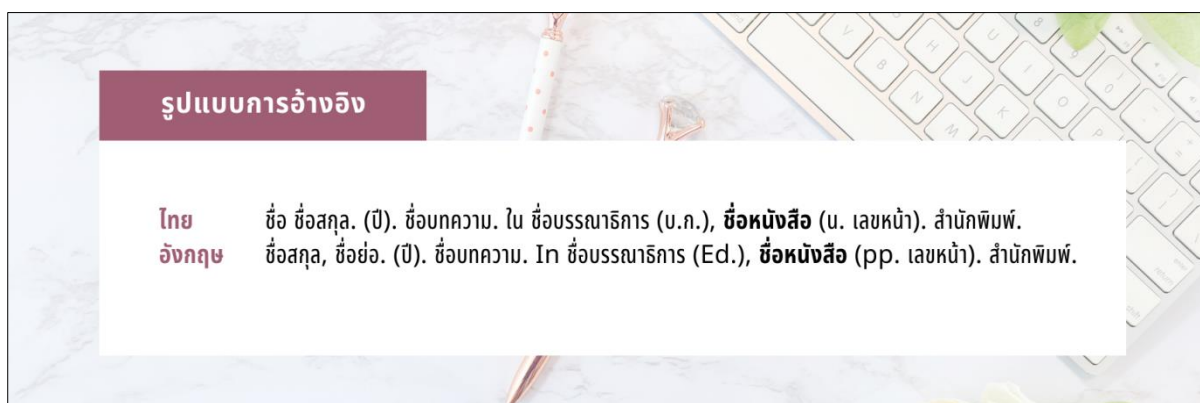 รูปแบบการอ้างอิง
ไทย ชื่อ ชื่อสกุล. (ปี). ชื่อบทความ. ใน ชื่อบรรณาธิการ (บ.ก.), ชื่อหนังสือ (น. เลขหน้า). สำนักพิมพ์.
อังกฤษ ชื่อสกุล, ชื่อย่อ. (ปี). ชื่อบทความ. In ชื่อบรรณาธิการ (Ed.), ชื่อหนังสือ (pp. เลขหน้า). สำนักพิมพ์.